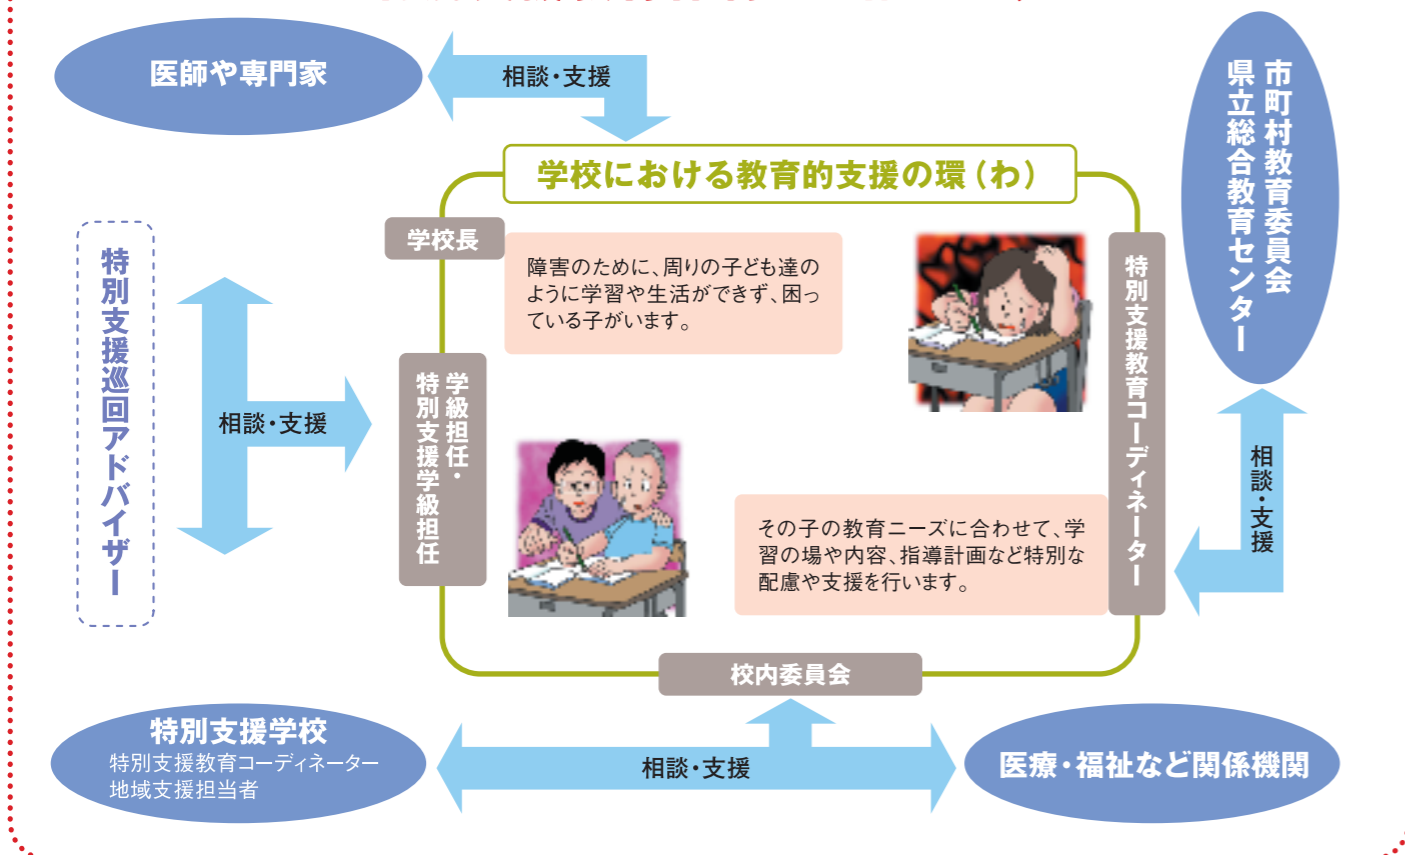 医師や専門家
相談・支援
市町村教育委員会
県立総合教育センター
学校における教育的支援の環（わ）
学校長
障害のために、周りの子ども達の
ように学習や生活ができず、困っ
ている子がいます。
特別支援教育コーディネーター
特別支援巡回アドバイザー
相談・支援
学級担任・
特別支援学級担任
相談・支援
その子の教育ニーズに合わせて、学
習の場や内容、指導計画など特別な
配慮や支援を行います。
校内委員会
特別支援学校
特別支援教育コーディネーター
地域支援担当者
相談・支援
医療・福祉など関係機関